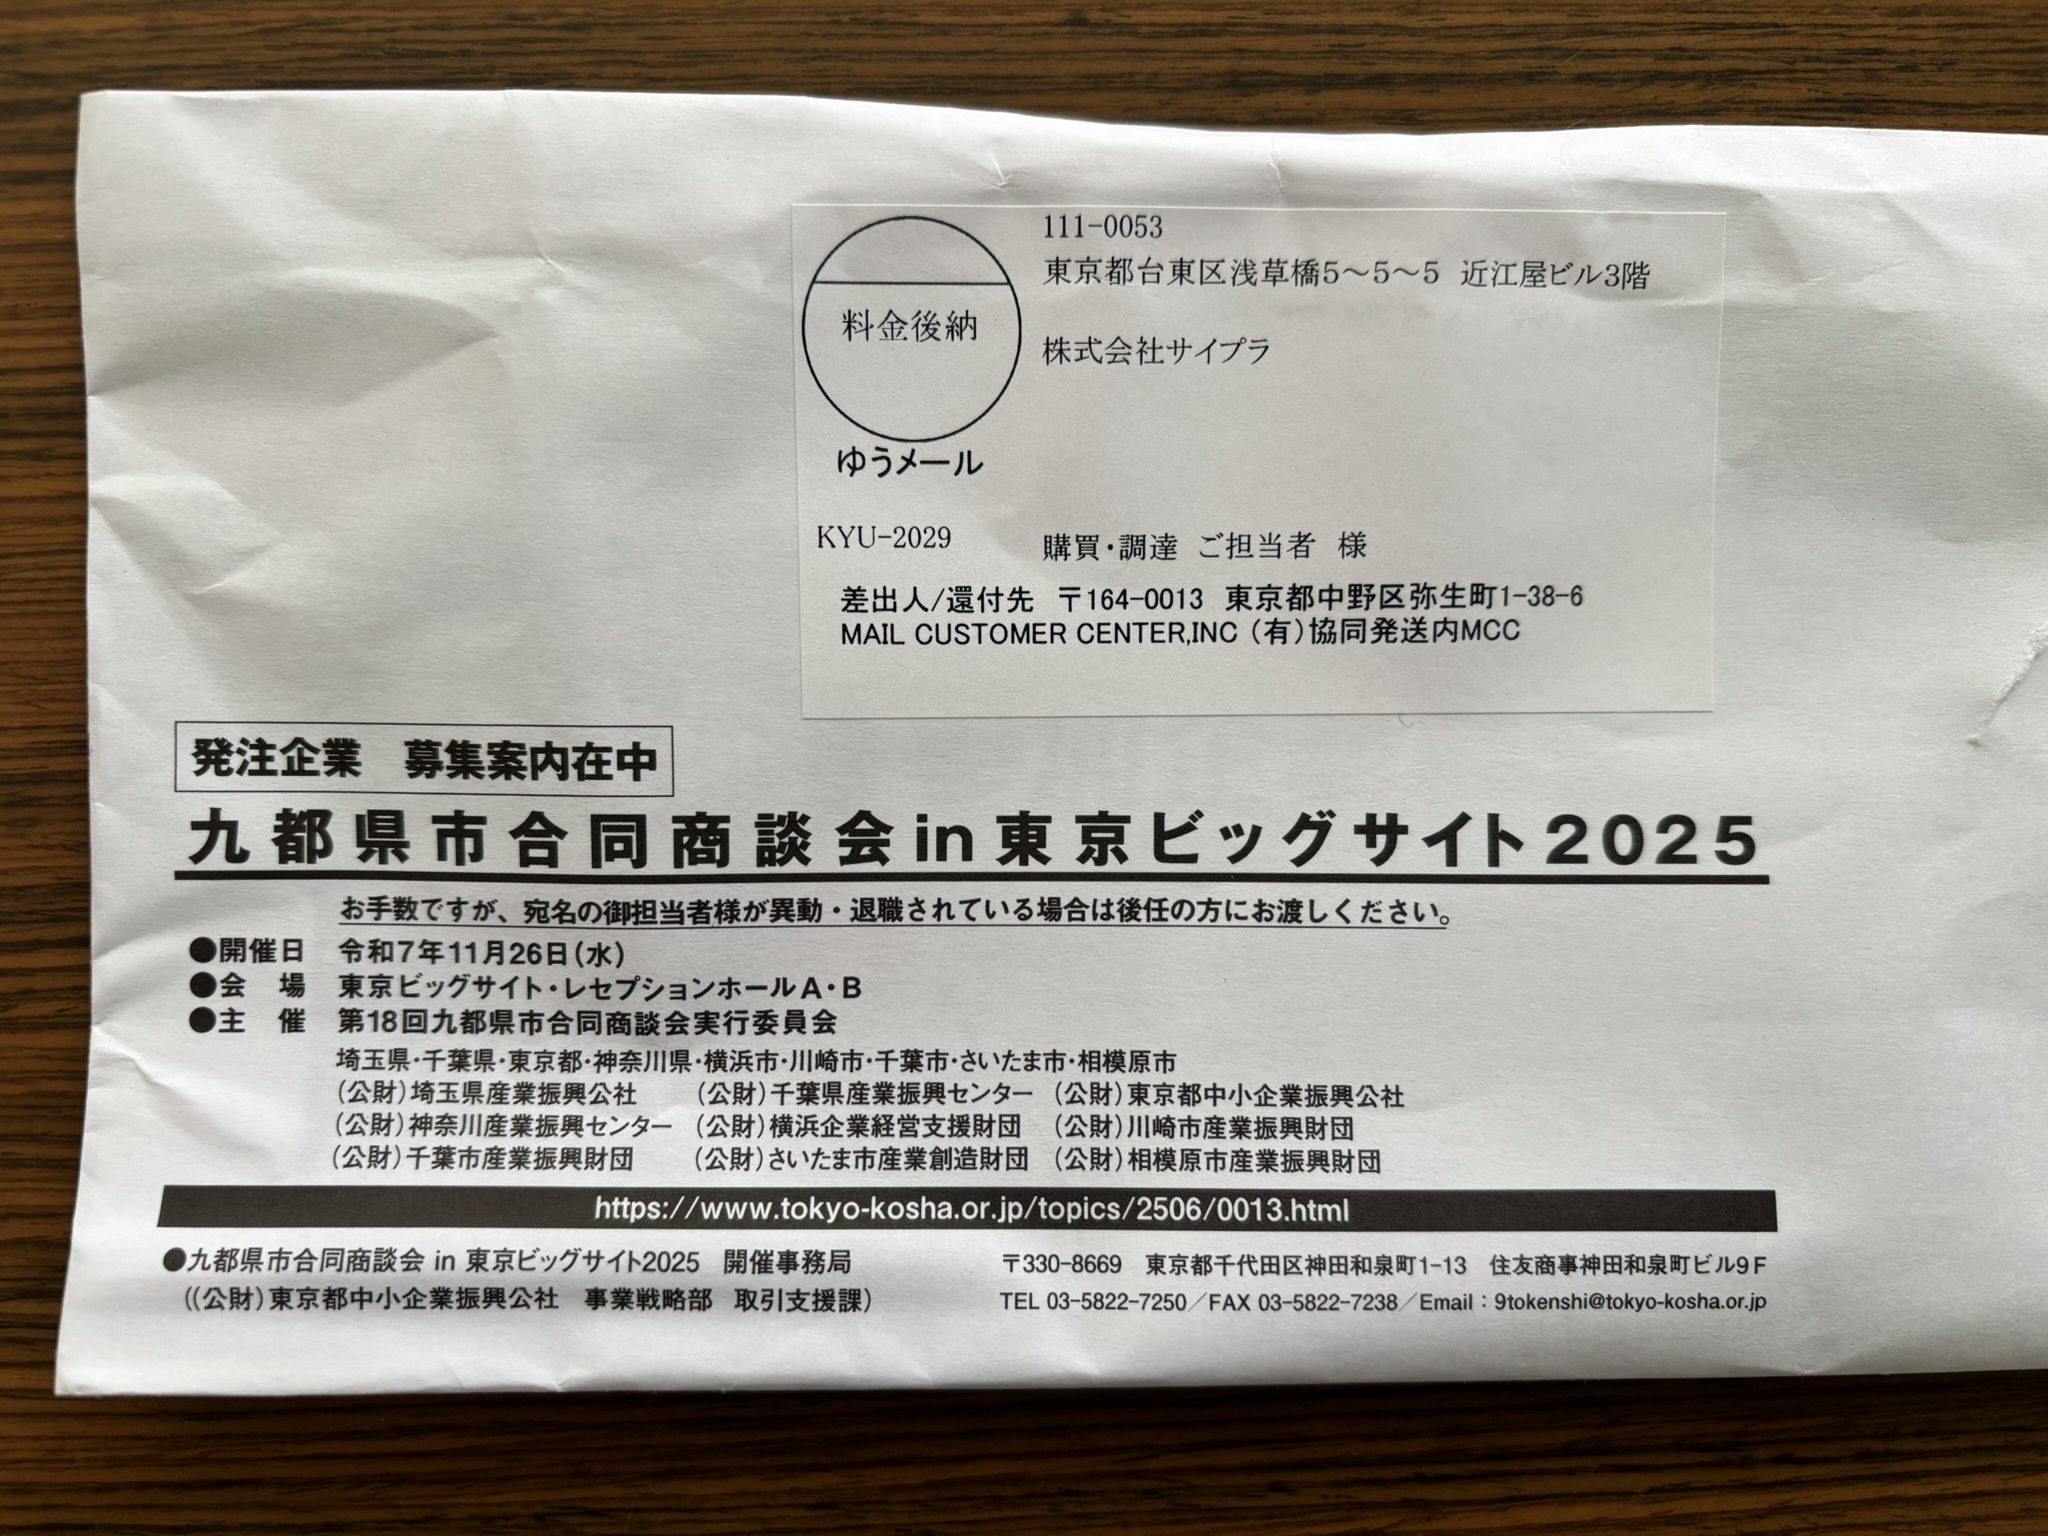 111-0053
東京都台東区浅草橋5～5～5 近江屋ビル3階
株式会社サイプラ
料金後納
ゆうメール
KYU-2029 購買・調達 ご担当者 様
差出人/還付先 〒164-0013 東京都中野区弥生町1-38-6
MAIL CUSTOMER CENTER,INC (有)協同発送内MCC
発注企業 募集案内在中
九都県市合同商談会in東京ビッグサイト2025
お手数ですが、宛名の御担当者様が異動・退職されている場合は後任の方にお渡しください。
●開催日 令和7年11月26日(水)
●会 場 東京ビッグサイト・レセプションホールA・B
●主 催 第18回九都県市合同商談会実行委員会
埼玉県・千葉県・東京都・神奈川県・横浜市・川崎市・千葉市・さいたま市・相模原市
(公財)埼玉県産業振興公社 (公財)千葉県産業振興センター (公財)東京都中小企業振興公社
(公財)神奈川産業振興センター (公財)横浜企業経営支援財団 (公財)川崎市産業振興財団
(公財)千葉市産業振興財団 (公財)さいたま市産業創造財団 (公財)相模原市産業振興財団
https://www.tokyo-kosha.or.jp/topics/2506/0013.html
●九都県市合同商談会 in 東京ビッグサイト2025 開催事務局 〒330-8669 東京都千代田区神田和泉町1-13 住友商事神田和泉町ビル9F
((公財)東京都中小企業振興公社 事業戦略部 取引支援課) TEL 03-5822-7250／FAX 03-5822-7238／Email：9tokenshi@tokyo-kosha.or.jp